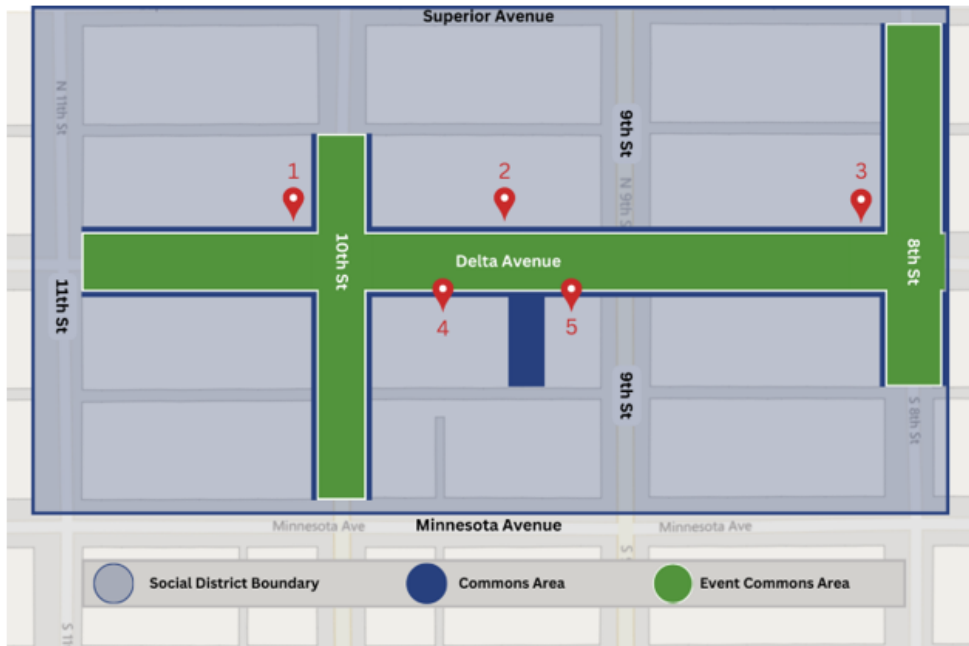 Superior Avenue
N 11th St
9th St
1
2
3
N 9th S
10th St
Delta Avenue
8th St
11th St
4
5
9th St
S 8th St
Minnesota Ave
Minnesota Avenue
Minnesota Ave
S
Social District Boundary
Commons Area
Event Commons Area
S 11